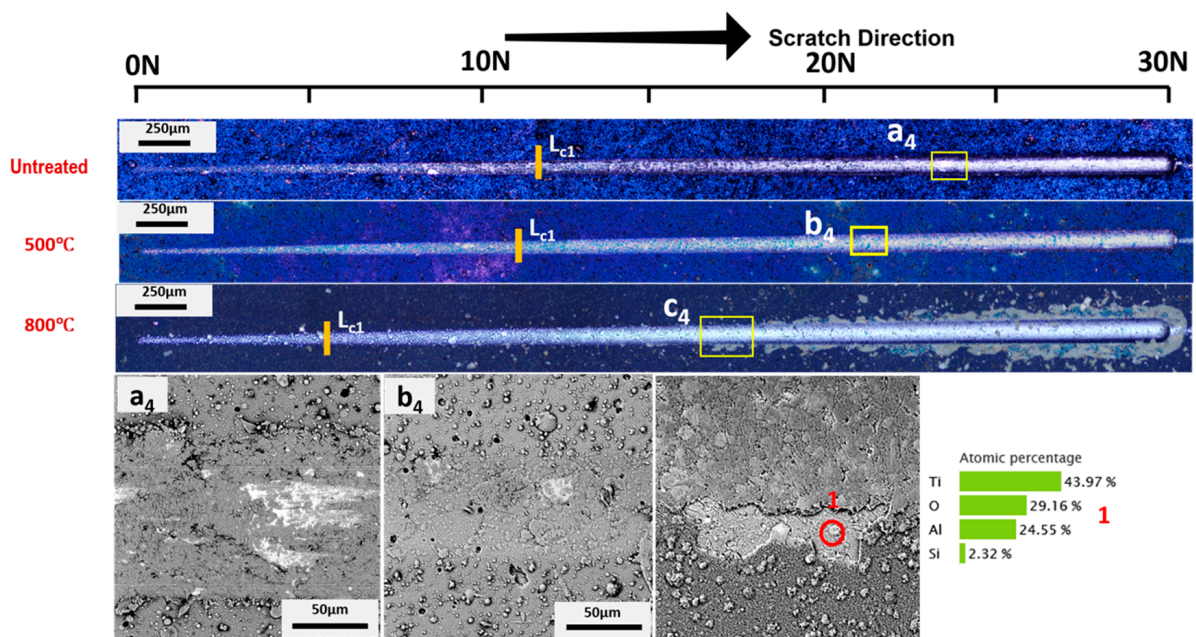 Scratch Direction
0N 10N 20N 30N
250μm
Untreated
Lc1
a4
250μm
500℃
Lc1
b4
250μm
800℃
Lc1
c4
a4
50μm
b4
50μm
1
Atomic percentage
Ti 43.97 %
O 29.16 %
Al 24.55 %
Si 2.32 %
1